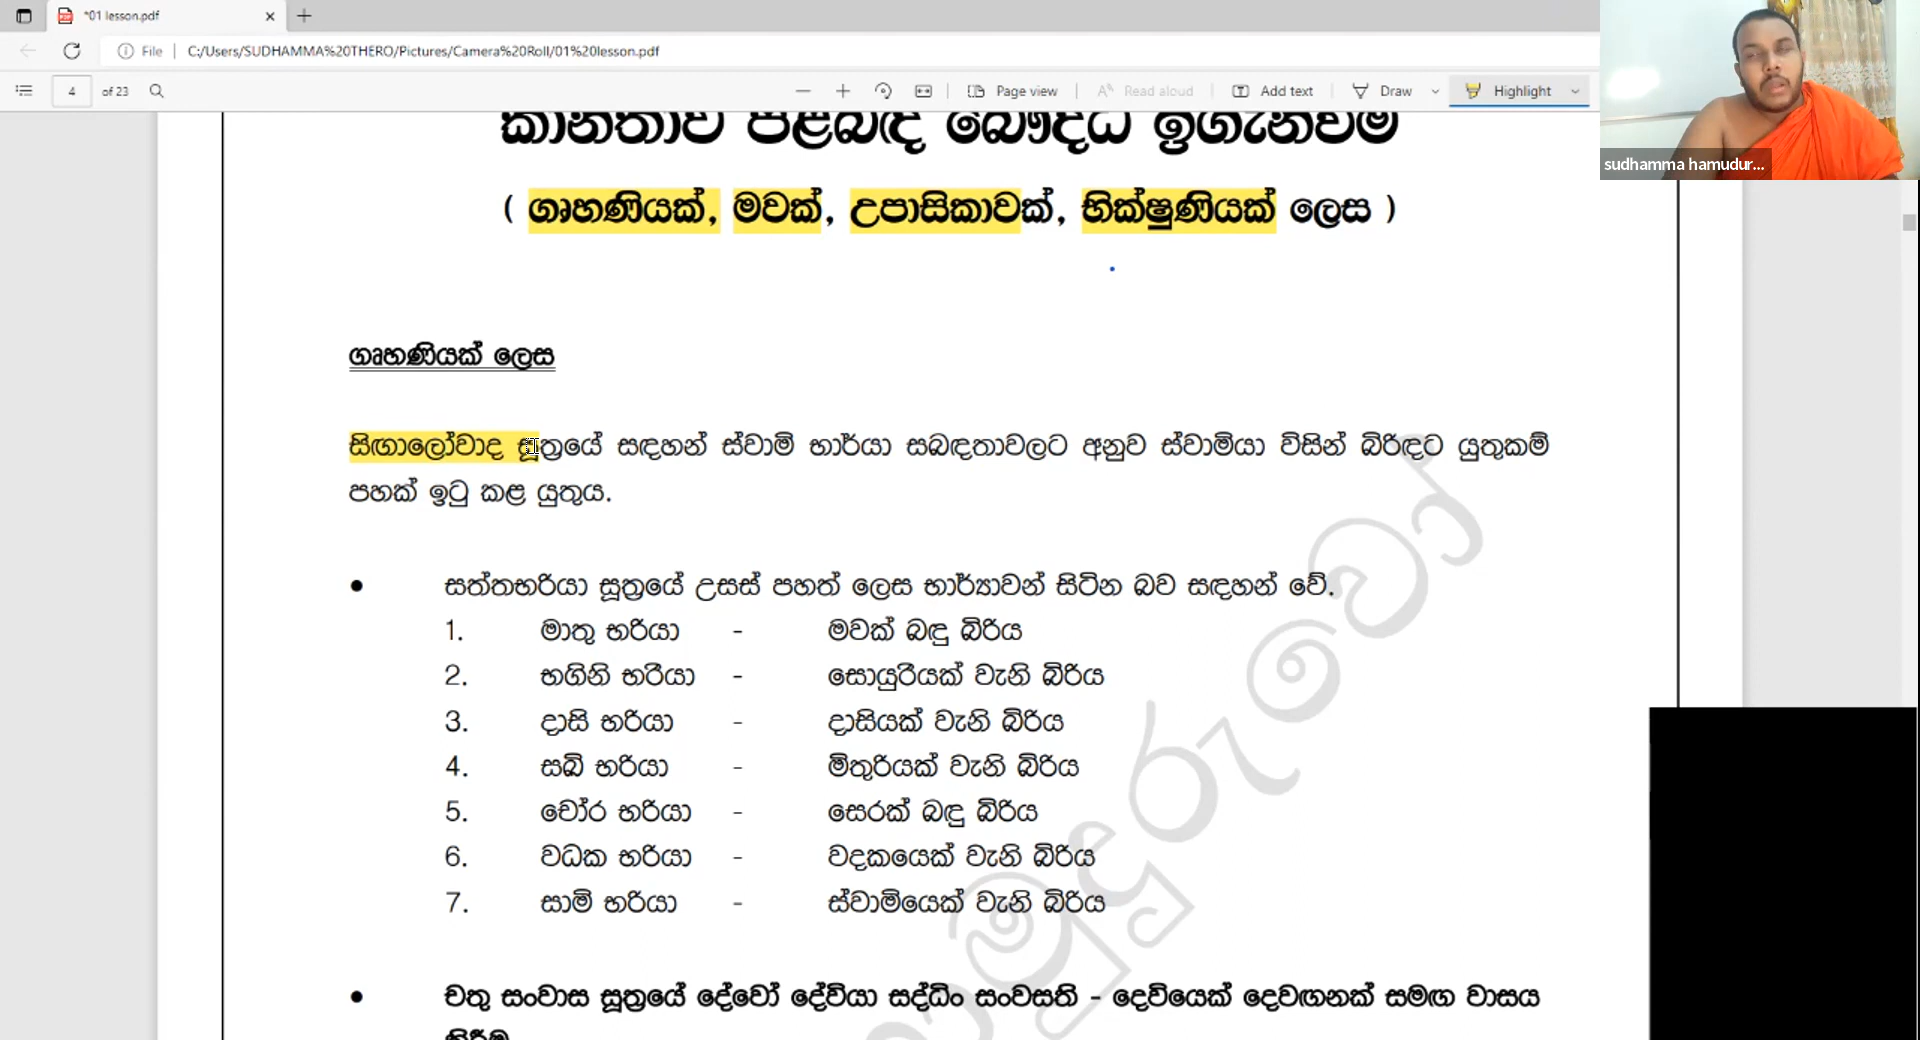 *01 lesson.pdf
File C:/Users/SUDHAMMA%20THERO/Pictures/Camera%20Roll/01%20lesson.pdf
4 of 23 Page view Read aloud Add text Draw Highlight
sudhamma hamudur...
කාන්තාව පිළිබඳ බෞද්ධ ඉගැන්වීම්
( ගෘහණියක්, මවක්, උපාසිකාවක්, භික්ෂුණියක් ලෙස )
ගෘහණියක් ලෙස
සිඟාලෝවාද සූත්‍රයේ සඳහන් ස්වාමි භාර්යා සබඳතාවලට අනුව ස්වාමියා විසින් බිරිඳට යුතුකම්
පහක් ඉටු කළ යුතුය.
● සත්තභරියා සූත්‍රයේ උසස් පහත් ලෙස භාර්යාවන් සිටින බව සඳහන් වේ.
1. මාතු භරියා - මවක් බඳු බිරිය
2. භගිනි භරියා - සොයුරියක් වැනි බිරිය
3. දාසි භරියා - දාසියක් වැනි බිරිය
4. සඛි භරියා - මිතුරියක් වැනි බිරිය
5. චෝර භරියා - සෙරක් බඳු බිරිය
6. වධක භරියා - වදකයෙක් වැනි බිරිය
7. සාමි භරියා - ස්වාමියෙක් වැනි බිරිය
● චතු සංවාස සූත්‍රයේ දේවෝ දේවියා සද්ධිං සංවසති - දෙවියෙක් දෙවඟනක් සමඟ වාසය
කිරීම